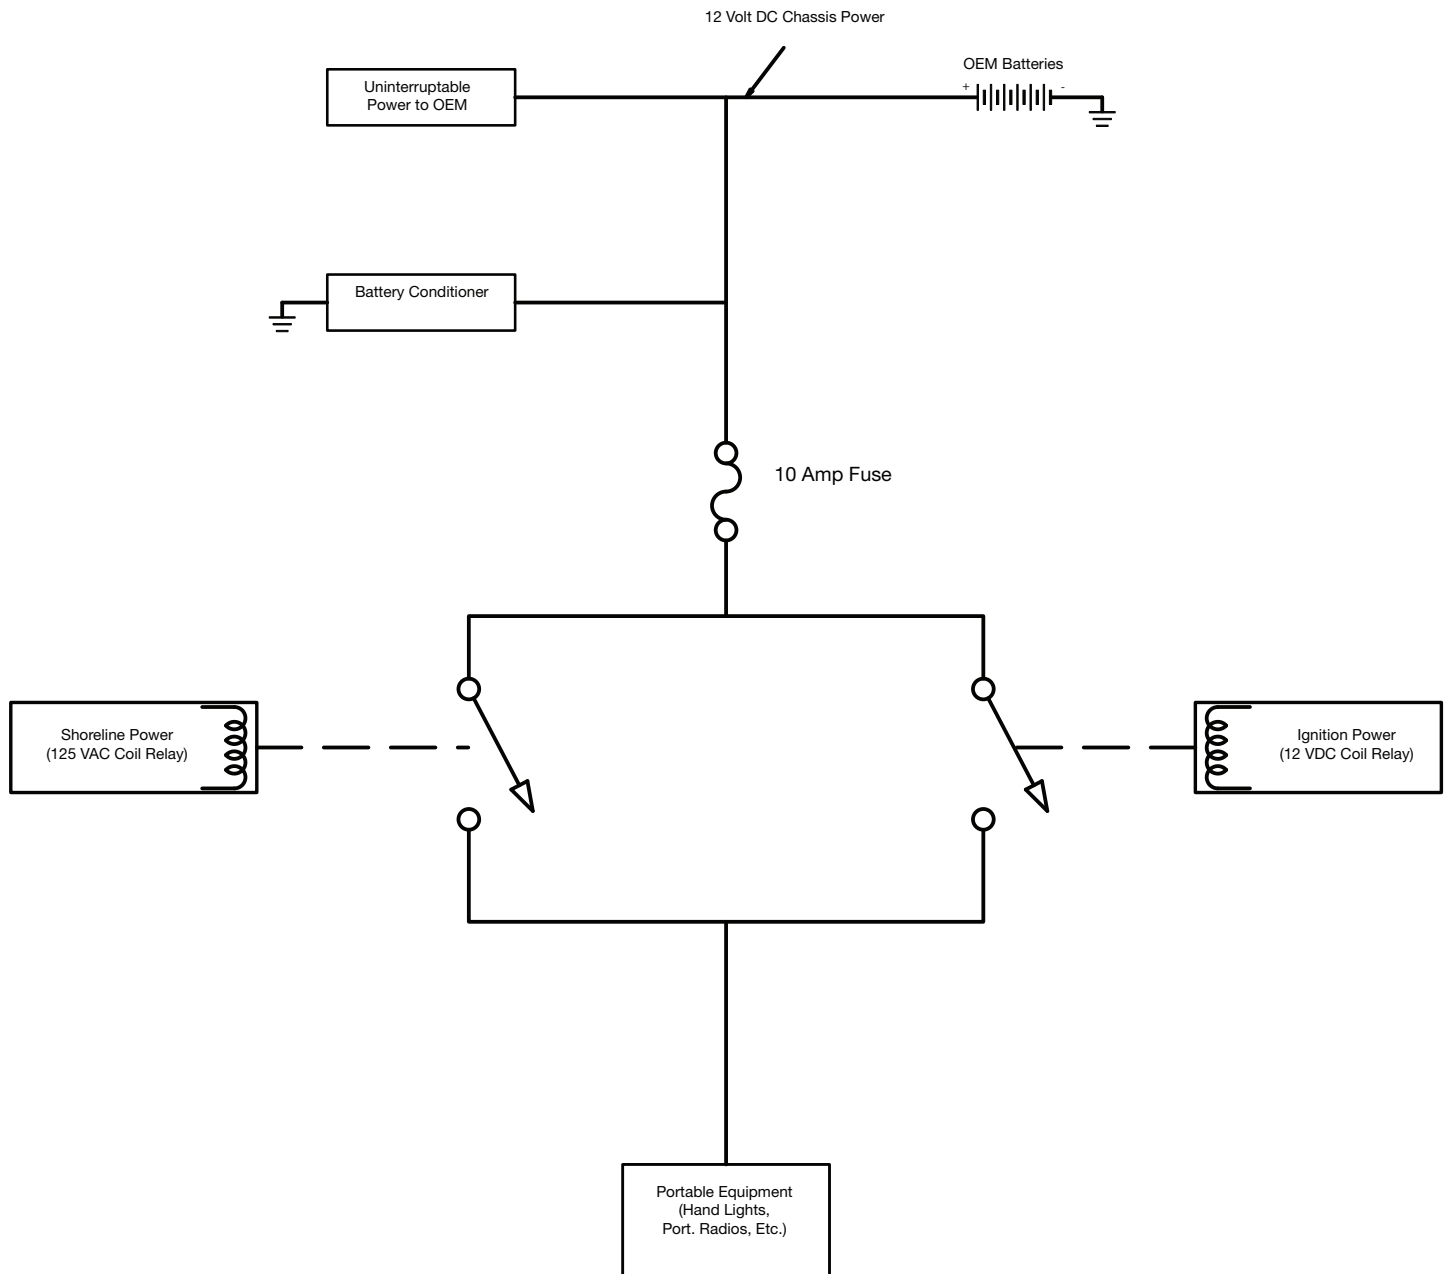 12 Volt DC Chassis Power
OEM Batteries
+ -
Uninterruptable
Power to OEM
Battery Conditioner
10 Amp Fuse
Shoreline Power
(125 VAC Coil Relay)
Ignition Power
(12 VDC Coil Relay)
Portable Equipment
(Hand Lights,
Port. Radios, Etc.)